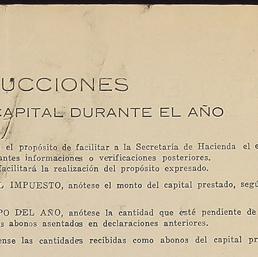 UCCIONES
CAPITAL DURANTE EL AÑO
el propósito de facilitar a la Secretaría de Hacienda el e
antes informaciones o verificaciones posteriores.
facilitará la realización del propósito expresado.
L IMPUESTO, anótese el monto del capital prestado, segú
PO DEL AÑO, anótese la cantidad que esté pendiente de
s abonos asentados en declaraciones anteriores.
nse las cantidades recibidas como abonos del capital pr